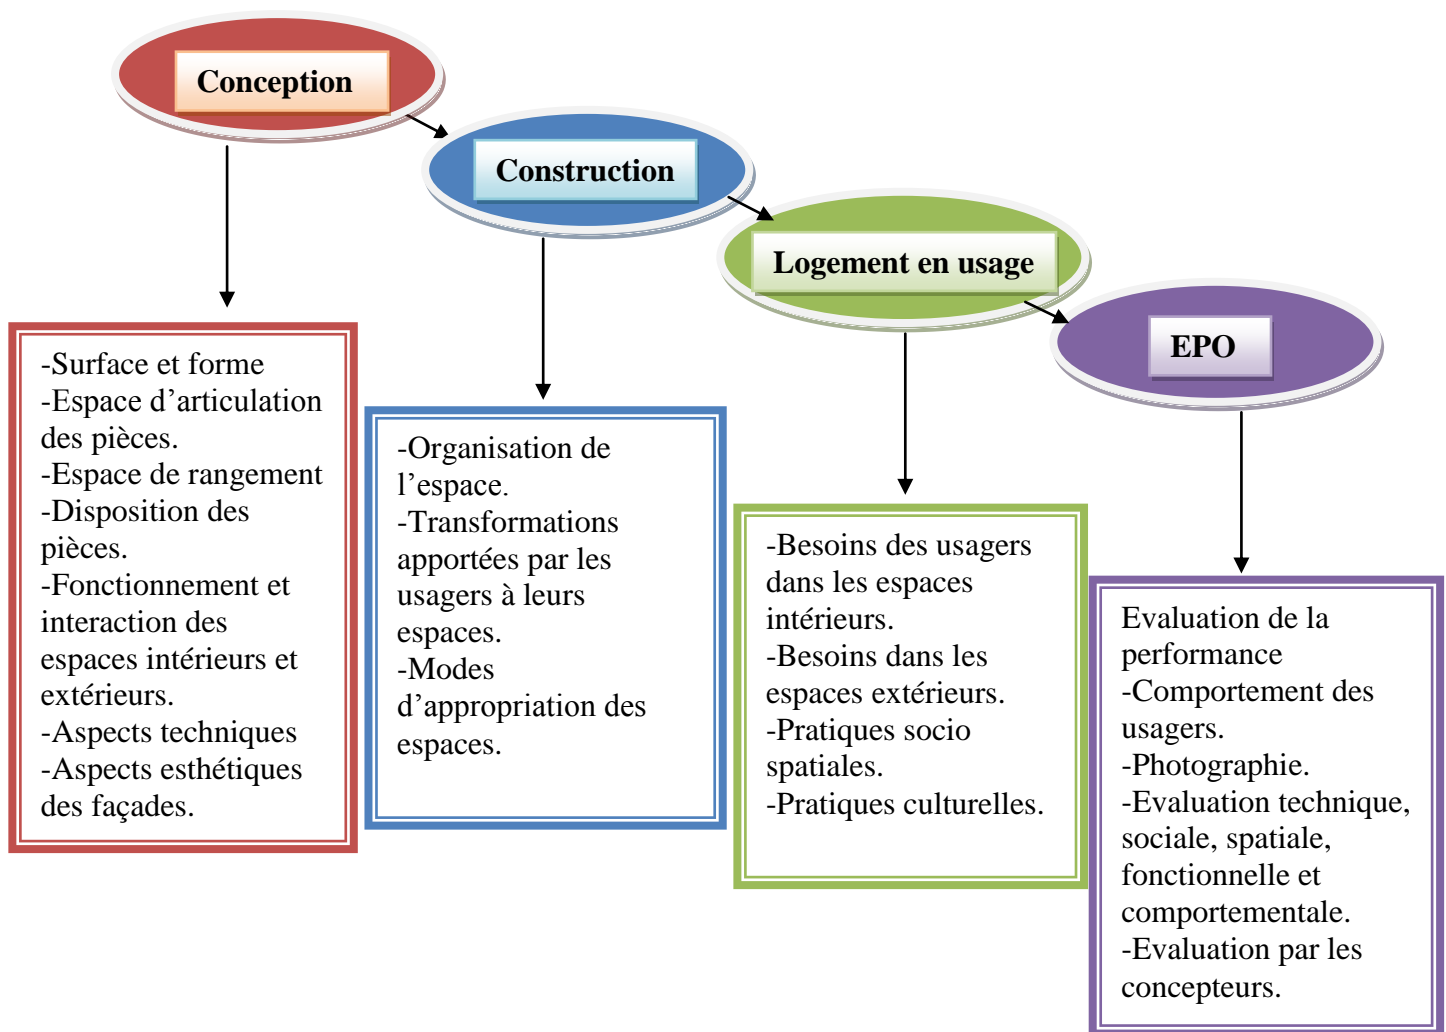 Conception
Construction
Logement en usage
EPO
-Surface et forme
-Espace d’articulation
des pièces.
-Espace de rangement
-Disposition des
pièces.
-Fonctionnement et
interaction des
espaces intérieurs et
extérieurs.
-Aspects techniques
-Aspects esthétiques
des façades.
-Organisation de
l’espace.
-Transformations
apportées par les
usagers à leurs
espaces.
-Modes
d’appropriation des
espaces.
-Besoins des usagers
dans les espaces
intérieurs.
-Besoins dans les
espaces extérieurs.
-Pratiques socio
spatiales.
-Pratiques culturelles.
Evaluation de la
performance
-Comportement des
usagers.
-Photographie.
-Evaluation technique,
sociale, spatiale,
fonctionnelle et
comportementale.
-Evaluation par les
concepteurs.